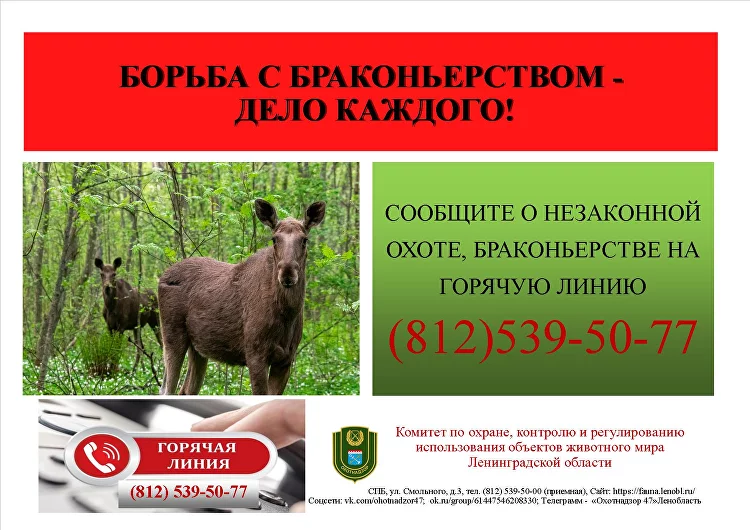 БОРЬБА С БРАКОНЬЕРСТВОМ -
ДЕЛО КАЖДОГО!
СООБЩИТЕ О НЕЗАКОННОЙ
ОХОТЕ, БРАКОНЬЕРСТВЕ НА
ГОРЯЧУЮ ЛИНИЮ
(812)539-50-77
ГОРЯЧАЯ
ЛИНИЯ
(812) 539-50-77
ОХОТНАДЗОР
Комитет по охране, контролю и регулированию
использования объектов животного мира
Ленинградской области
СПБ, ул. Смольного, д.3, тел. (812) 539-50-00 (приемная), Сайт: https://fauna.lenobl.ru/
Соцсети: vk.com/ohotnadzor47; ok.ru/group/61447546208330; Телеграмм - «Охотнадзор 47»Ленобласть